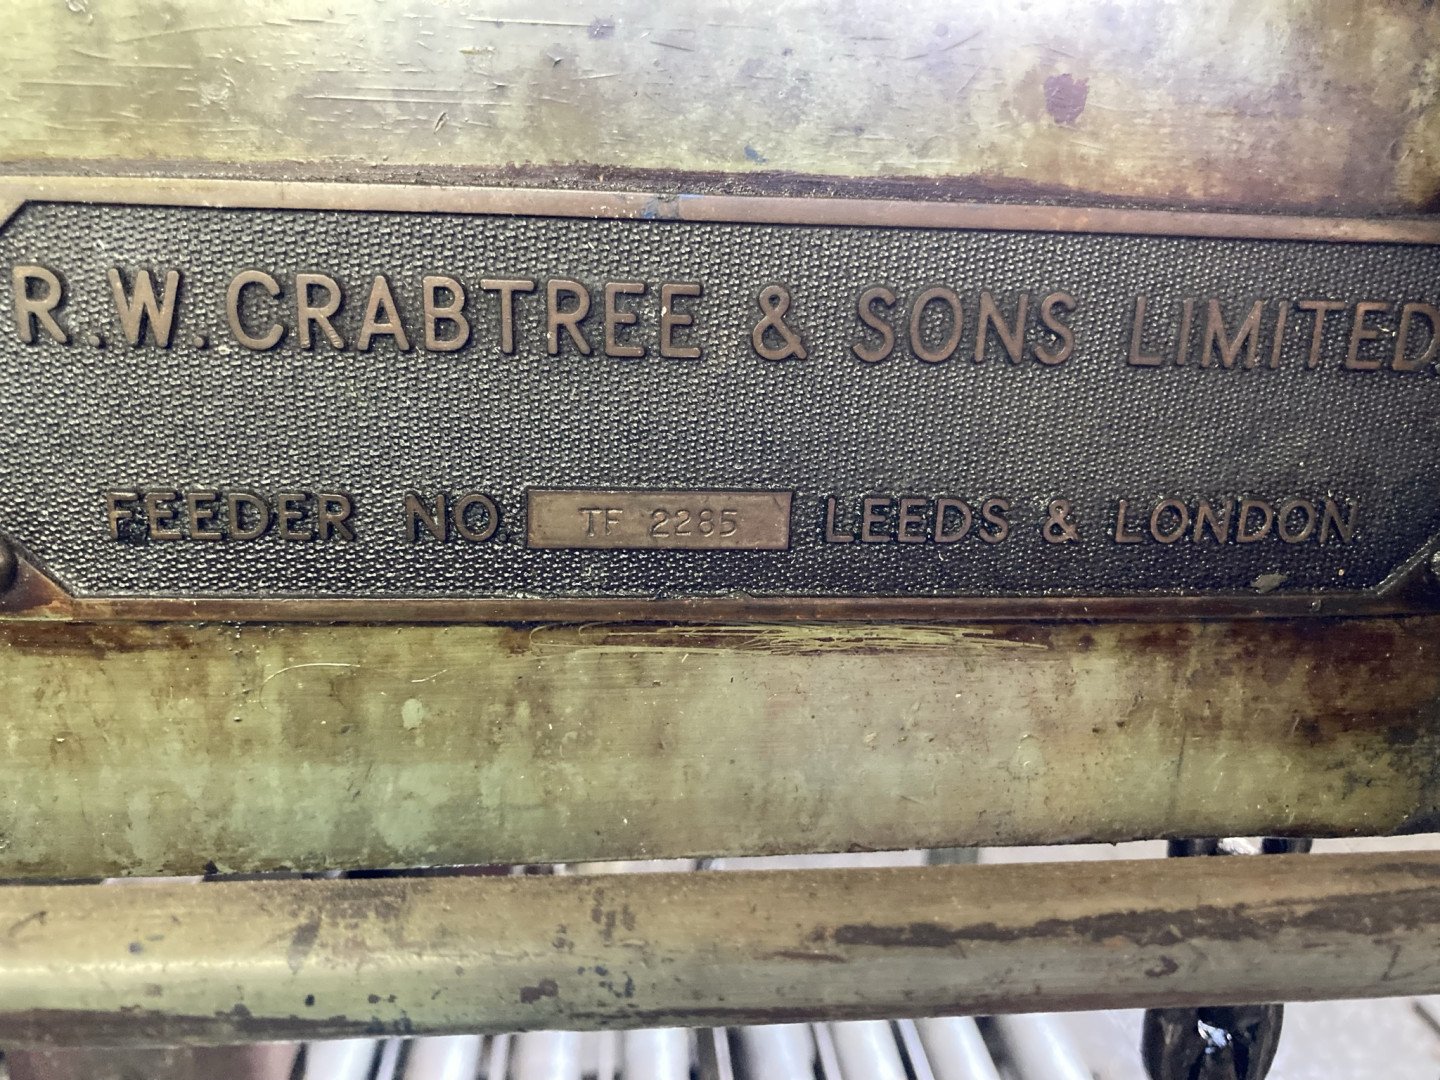 R.W.CRABTREE & SONS LIMITED.
FEEDER NO. TF 2285 LEEDS & LONDON